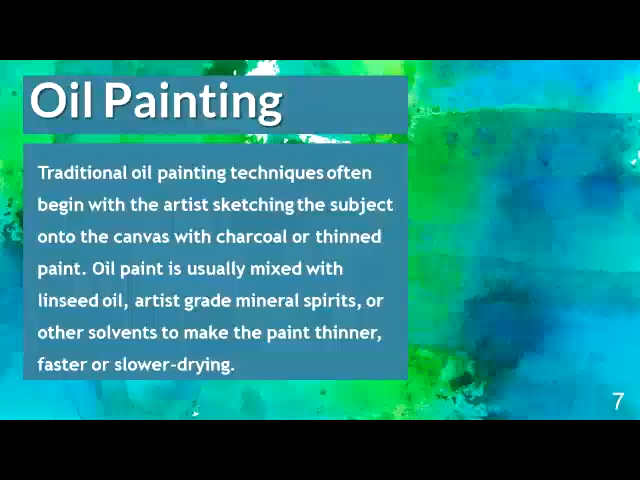 Oil Painting
Traditional oil painting techniques often
begin with the artist sketching the subject
onto the canvas with charcoal or thinned
paint. Oil paint is usually mixed with
linseed oil, artist grade mineral spirits, or
other solvents to make the paint thinner,
faster or slower-drying.
7